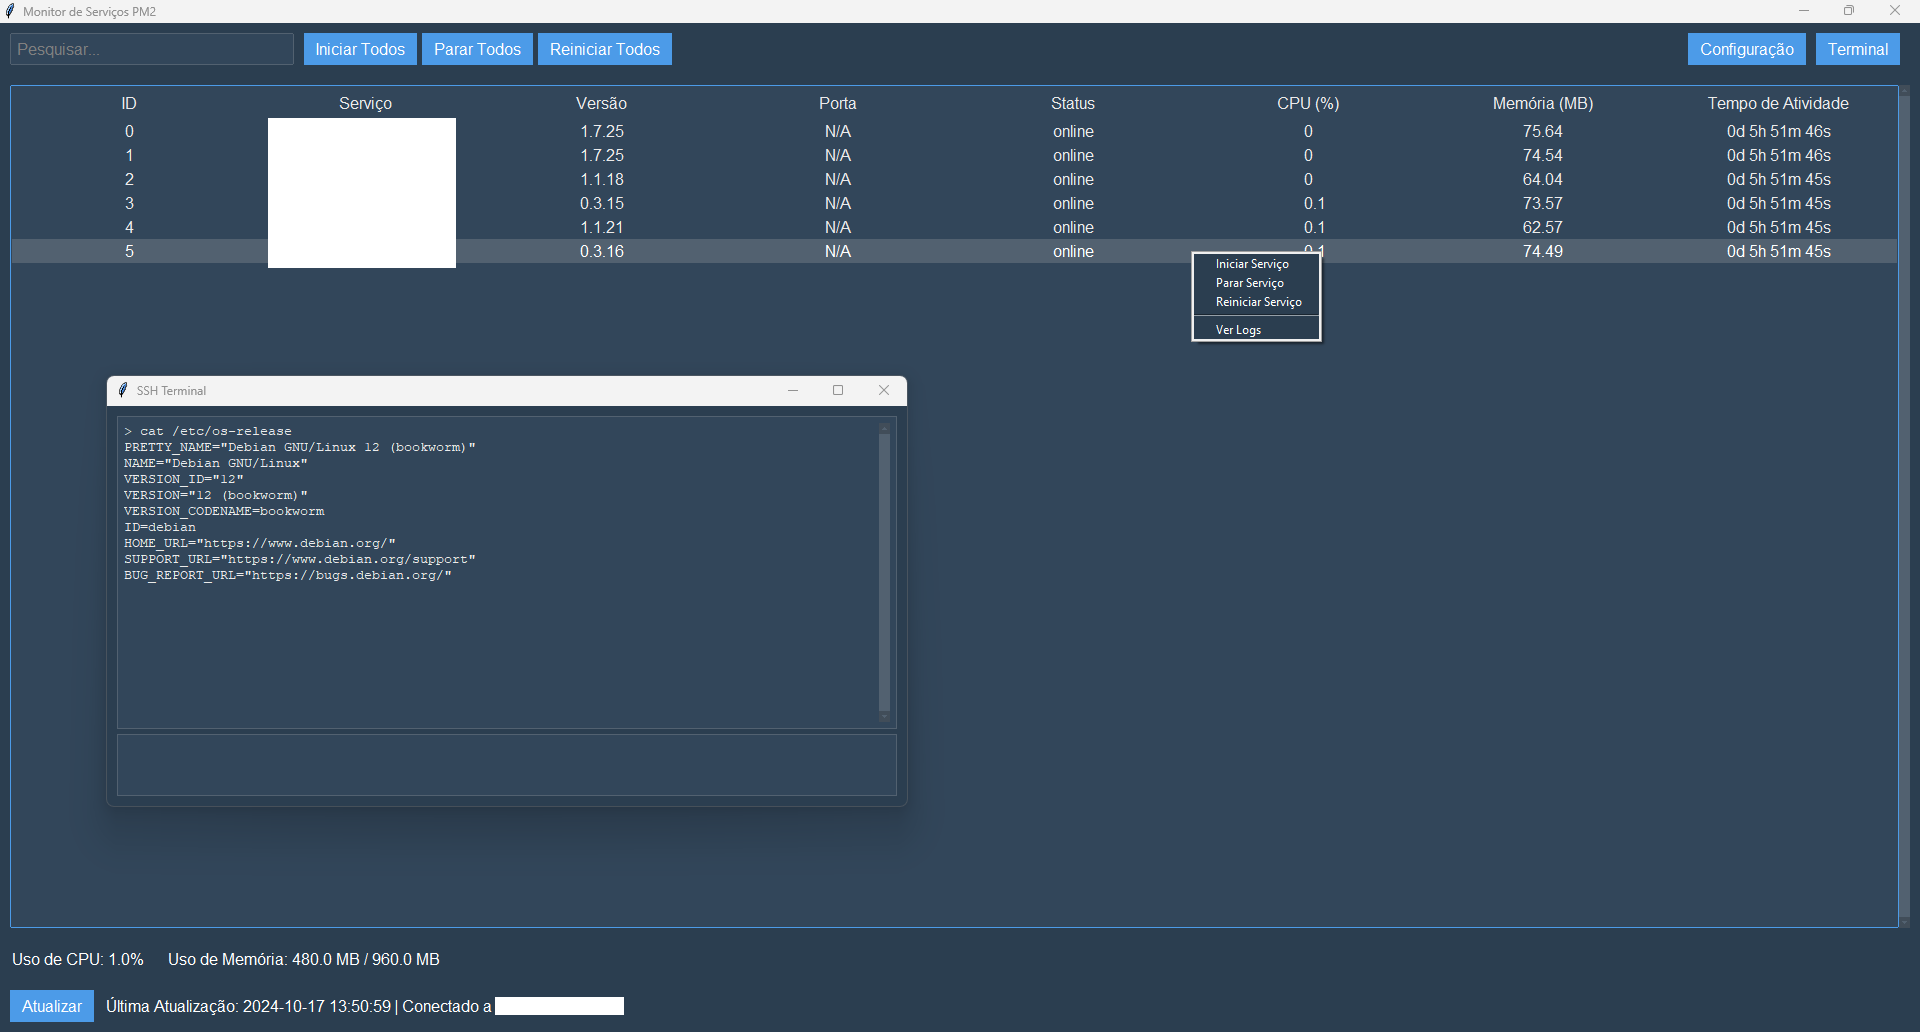 Monitor de Serviços PM2
Pesquisar...
Iniciar Todos
Parar Todos
Reiniciar Todos
Configuração
Terminal
ID Serviço Versão Porta Status CPU (%) Memória (MB) Tempo de Atividade
0 1.7.25 N/A online 0 75.64 0d 5h 51m 46s
1 1.7.25 N/A online 0 74.54 0d 5h 51m 46s
2 1.1.18 N/A online 0 64.04 0d 5h 51m 45s
3 0.3.15 N/A online 0.1 73.57 0d 5h 51m 45s
4 1.1.21 N/A online 0.1 62.57 0d 5h 51m 45s
5 0.3.16 N/A online 0.1 74.49 0d 5h 51m 45s
Iniciar Serviço
Parar Serviço
Reiniciar Serviço
Ver Logs
SSH Terminal
> cat /etc/os-release
PRETTY_NAME="Debian GNU/Linux 12 (bookworm)"
NAME="Debian GNU/Linux"
VERSION_ID="12"
VERSION="12 (bookworm)"
VERSION_CODENAME=bookworm
ID=debian
HOME_URL="https://www.debian.org/"
SUPPORT_URL="https://www.debian.org/support"
BUG_REPORT_URL="https://bugs.debian.org/"
Uso de CPU: 1.0% Uso de Memória: 480.0 MB / 960.0 MB
Atualizar
Última Atualização: 2024-10-17 13:50:59 | Conectado a